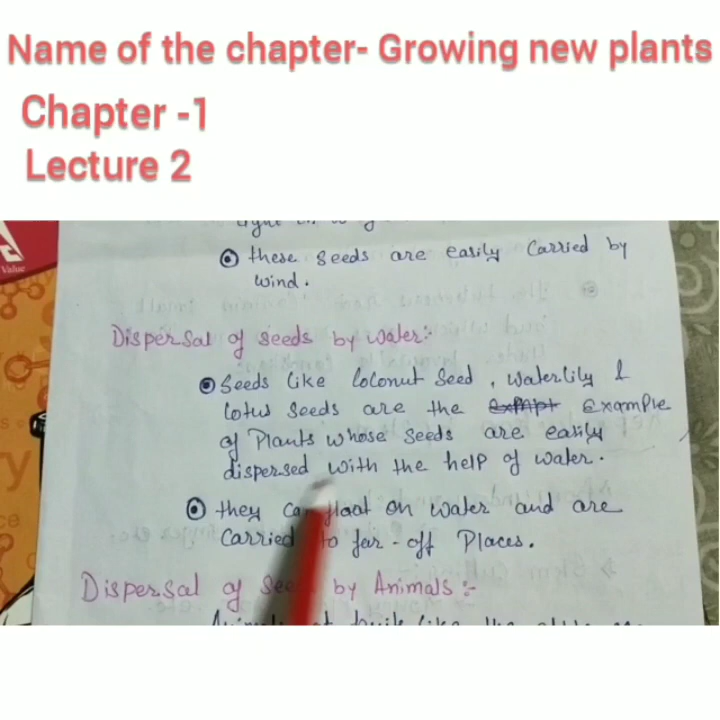 Name of the chapter- Growing new plants
Chapter -1
Lecture 2
Value
these seeds are easily carried by
wind.
Dispersal of seeds by water:-
Seeds like Coconut Seed, Waterlily &
lotus Seeds are the Example
of Plants whose Seeds are easily
dispersed with the help of water.
they float on water and are
Carried to far-off Places.
Dispersal of by Animals:-